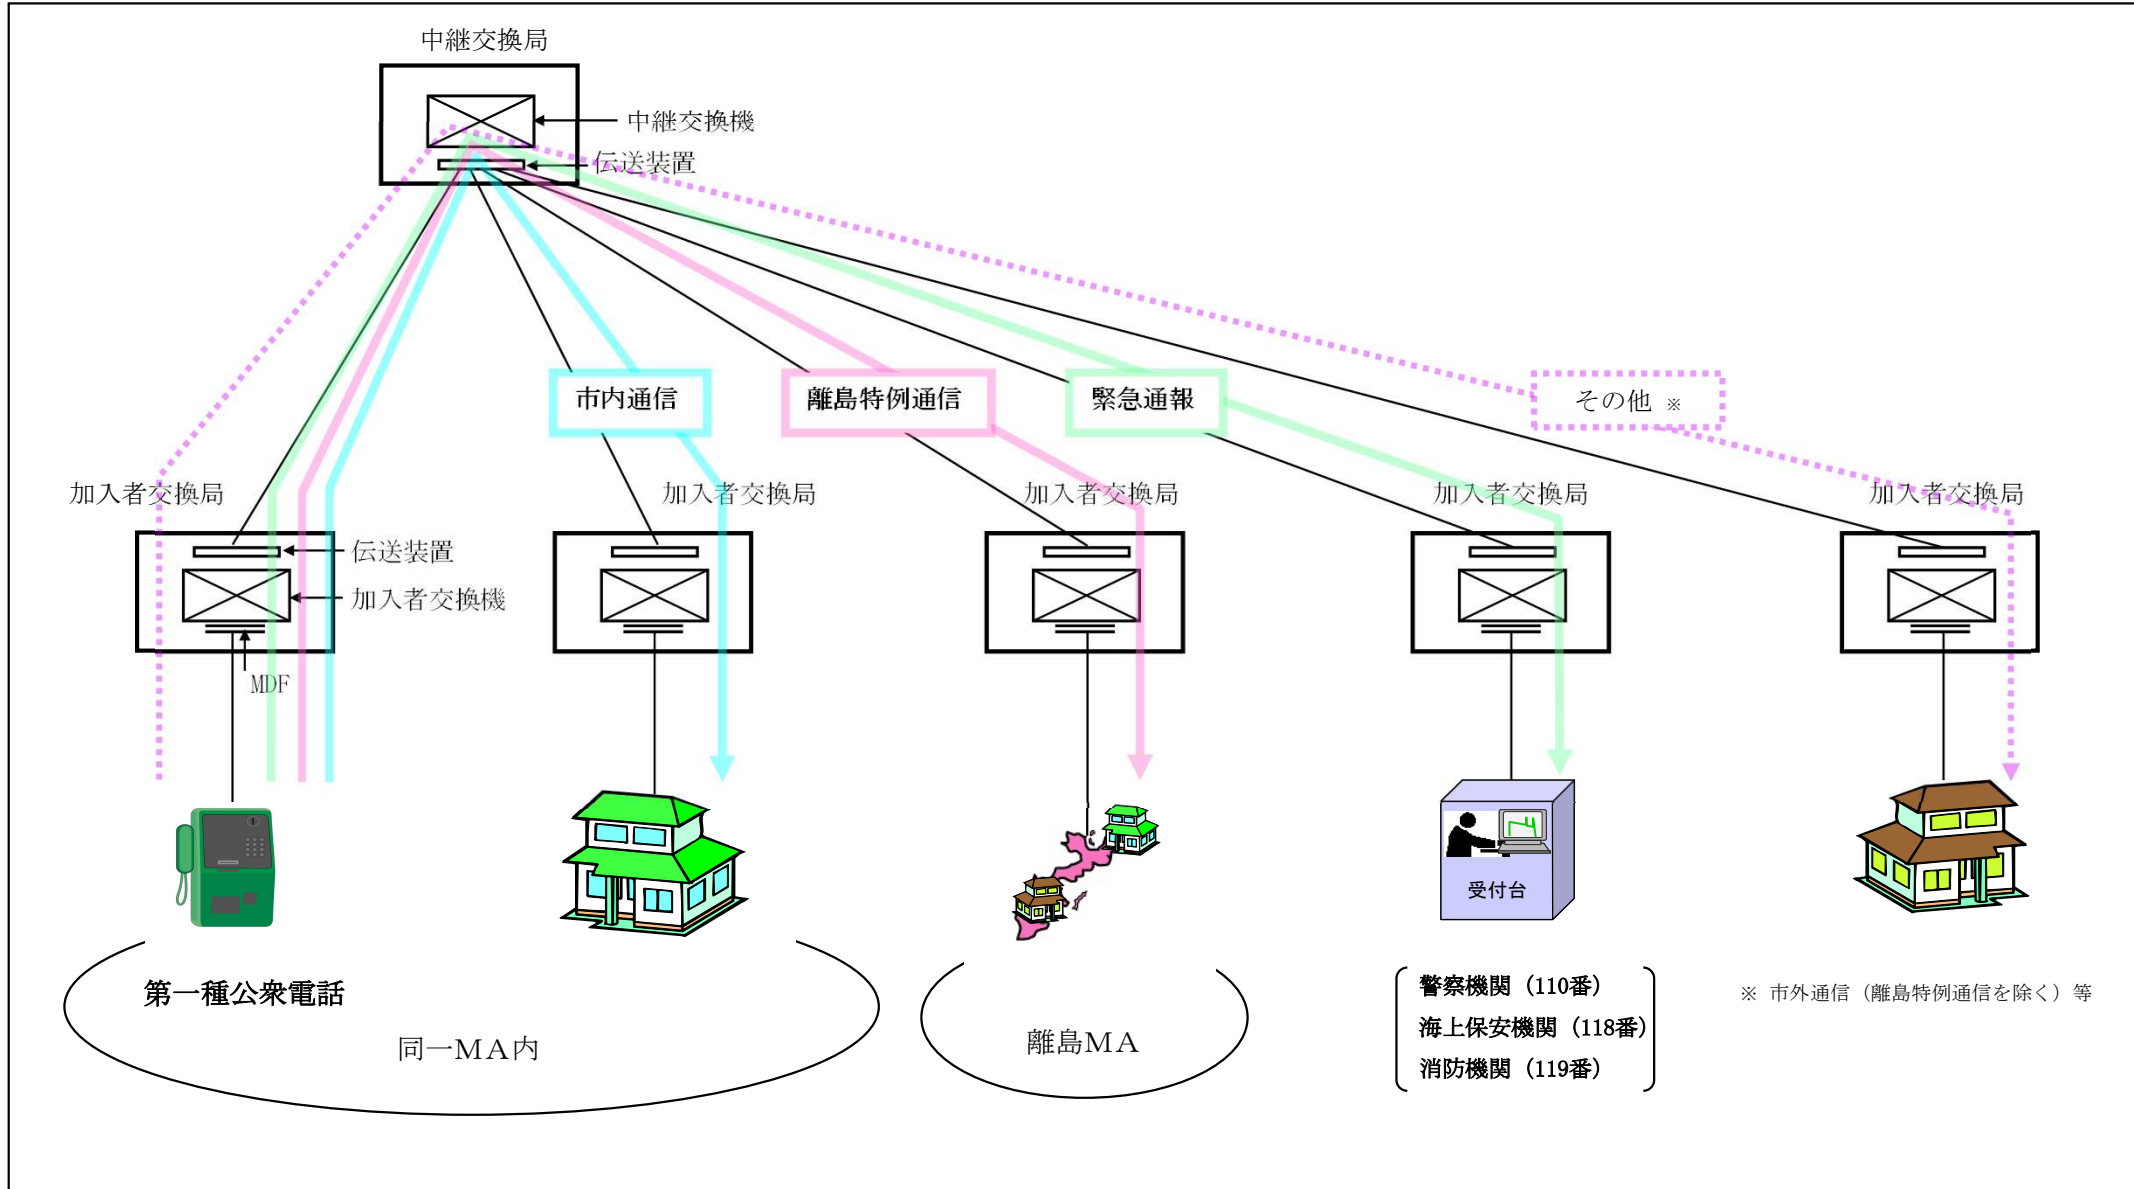 中継交換局
中継交換機
伝送装置
市内通信
離島特例通信
緊急通報
その他 ※
加入者交換局
加入者交換局
加入者交換局
加入者交換局
加入者交換局
伝送装置
加入者交換機
MDF
受付台
第一種公衆電話
同一MA内
離島MA
警察機関（110番）
海上保安機関（118番）
消防機関（119番）
※ 市外通信（離島特例通信を除く）等